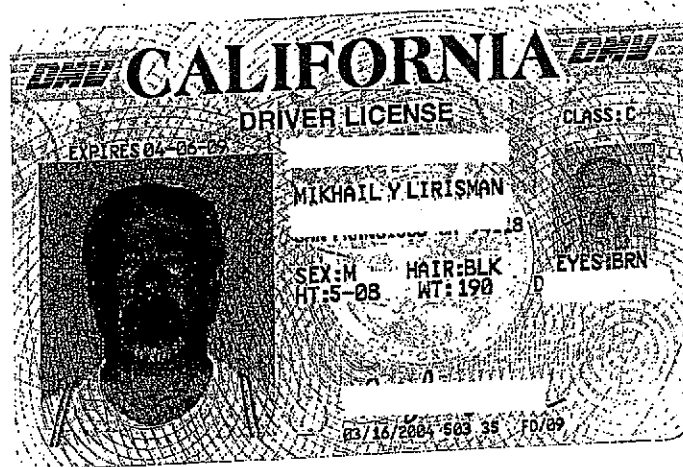 DMV CALIFORNIA DMV
DRIVER LICENSE
CLASS: C
EXPIRES 04-06-09
MIKHAIL Y LIRISMAN
SEX:M HAIR:BLK EYES:BRN
HT:5-08 WT:190 D
03/16/2004 503 35 FD/09